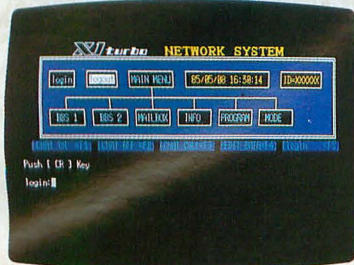 X1 turbo NETWORK SYSTEM
login logout MAIN MENU 85/05/08 16:30:14 ID=XXXXXX
BBS 1 BBS 2 MAILBOX INFO PROGRAM MODE
Push [ CR ] Key
login: